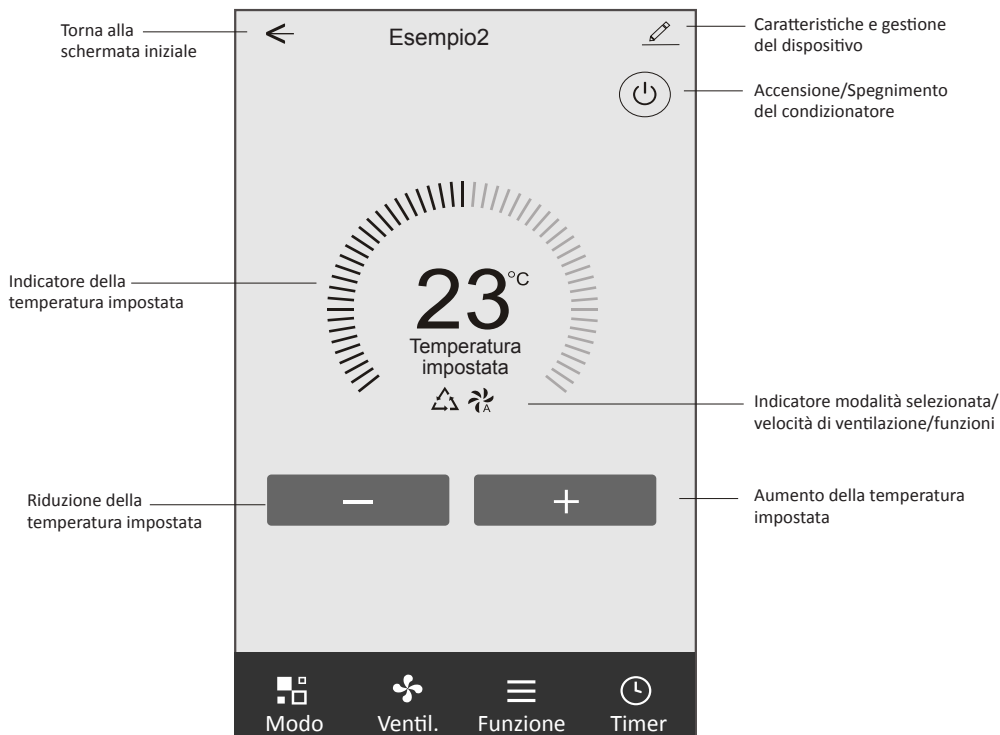 Torna alla
schermata iniziale
Esempio2
Caratteristiche e gestione
del dispositivo
Accensione/Spegnimento
del condizionatore
Indicatore della
temperatura impostata
23°C
Temperatura
impostata
A
Indicatore modalità selezionata/
velocità di ventilazione/funzioni
Riduzione della
temperatura impostata
Aumento della temperatura
impostata
Modo
Ventil.
Funzione
Timer